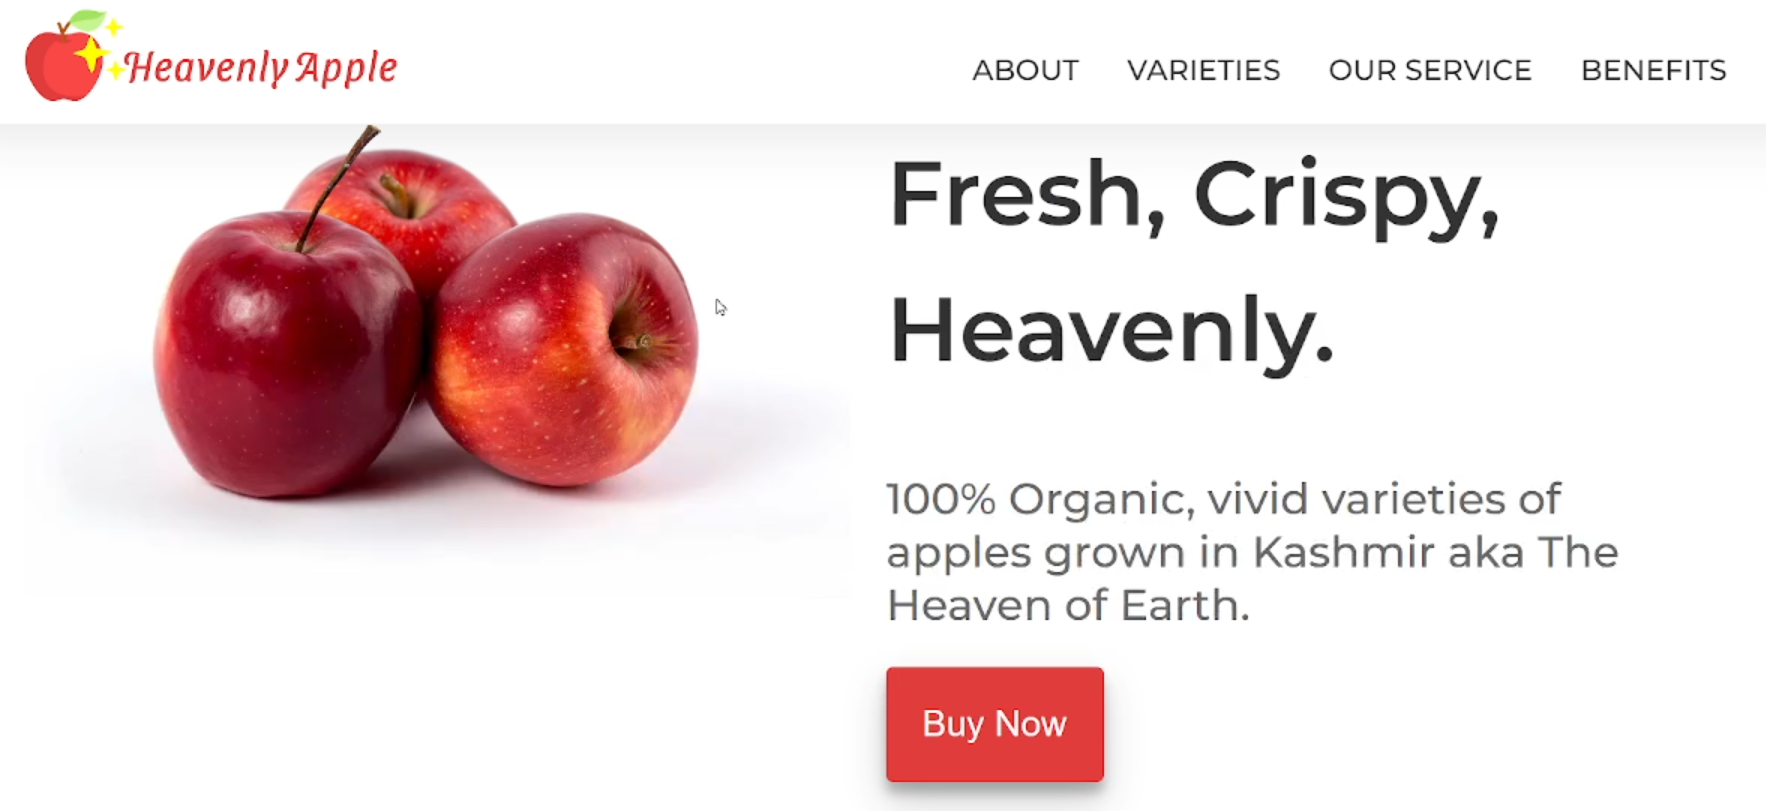 Heavenly Apple
ABOUT VARIETIES OUR SERVICE BENEFITS
Fresh, Crispy,
Heavenly.
100% Organic, vivid varieties of
apples grown in Kashmir aka The
Heaven of Earth.
Buy Now